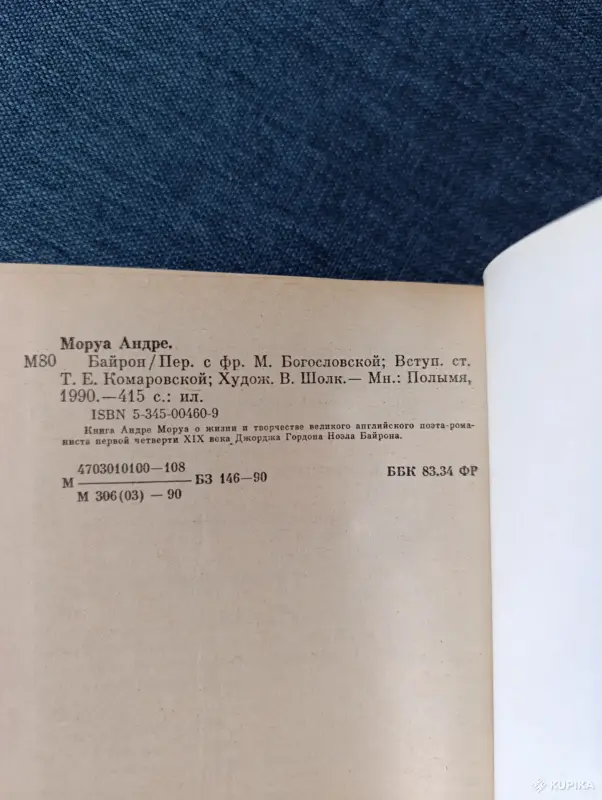 Моруа Андре.
М80 Байрон/Пер. с фр. М. Богословской; Вступ. ст.
Т. Е. Комаровской; Худож. В. Шолк.— Мн.: Полымя,
1990.—415 с.: ил.
ISBN 5-345-00460-9
Книга Андре Моруа о жизни и творчестве великого английского поэта-рома-
ниста первой четверти XIX века Джорджа Гордона Ноэла Байрона.
4703010100—108
М БЗ 146—90 ББК 83.34 ФР
М 306(03) — 90
KUPIKA